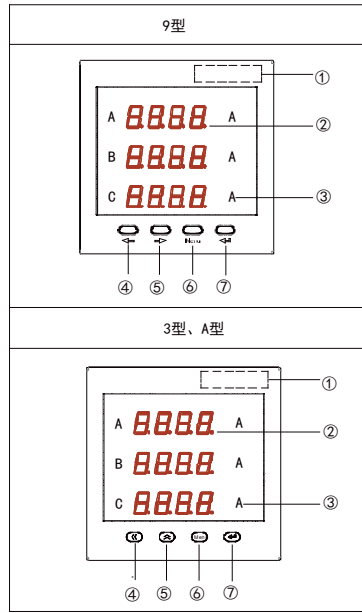 9型
①
A 8.8.8.8. A
②
B 8.8.8.8. A
C 8.8.8.8. A
③
Menu
④ ⑤ ⑥ ⑦
3型、A型
①
A 8.8.8.8. A
②
B 8.8.8.8. A
C 8.8.8.8. A
③
④ ⑤ ⑥ ⑦